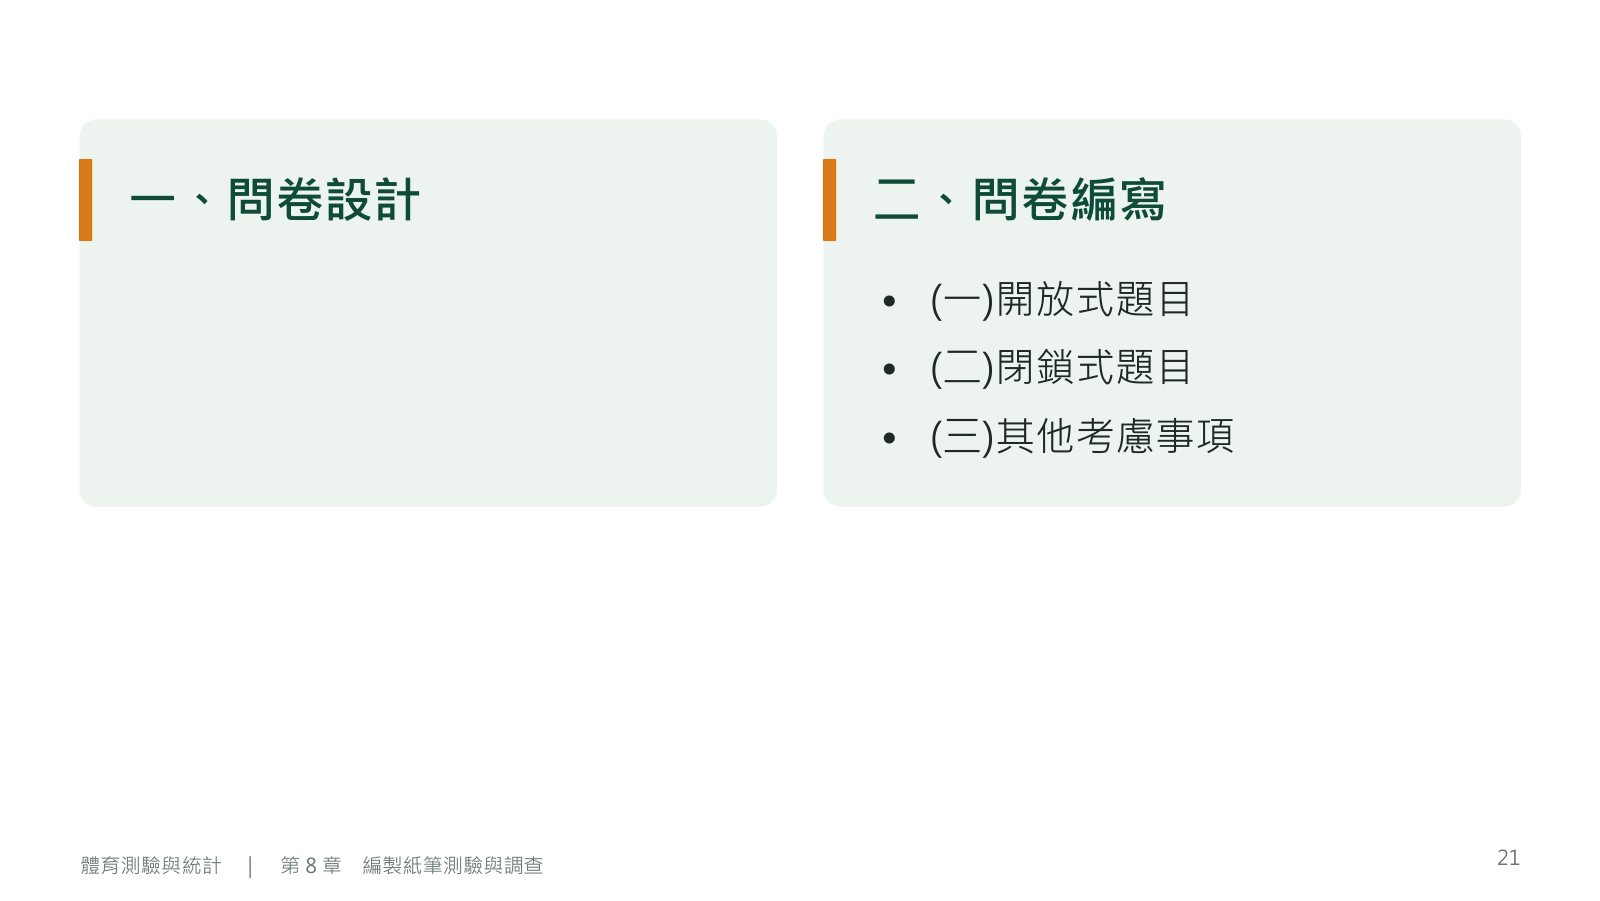 一、問卷設計
二、問卷編寫
• (一)開放式題目
• (二)閉鎖式題目
• (三)其他考慮事項
體育測驗與統計 | 第 8 章 編製紙筆測驗與調查
21